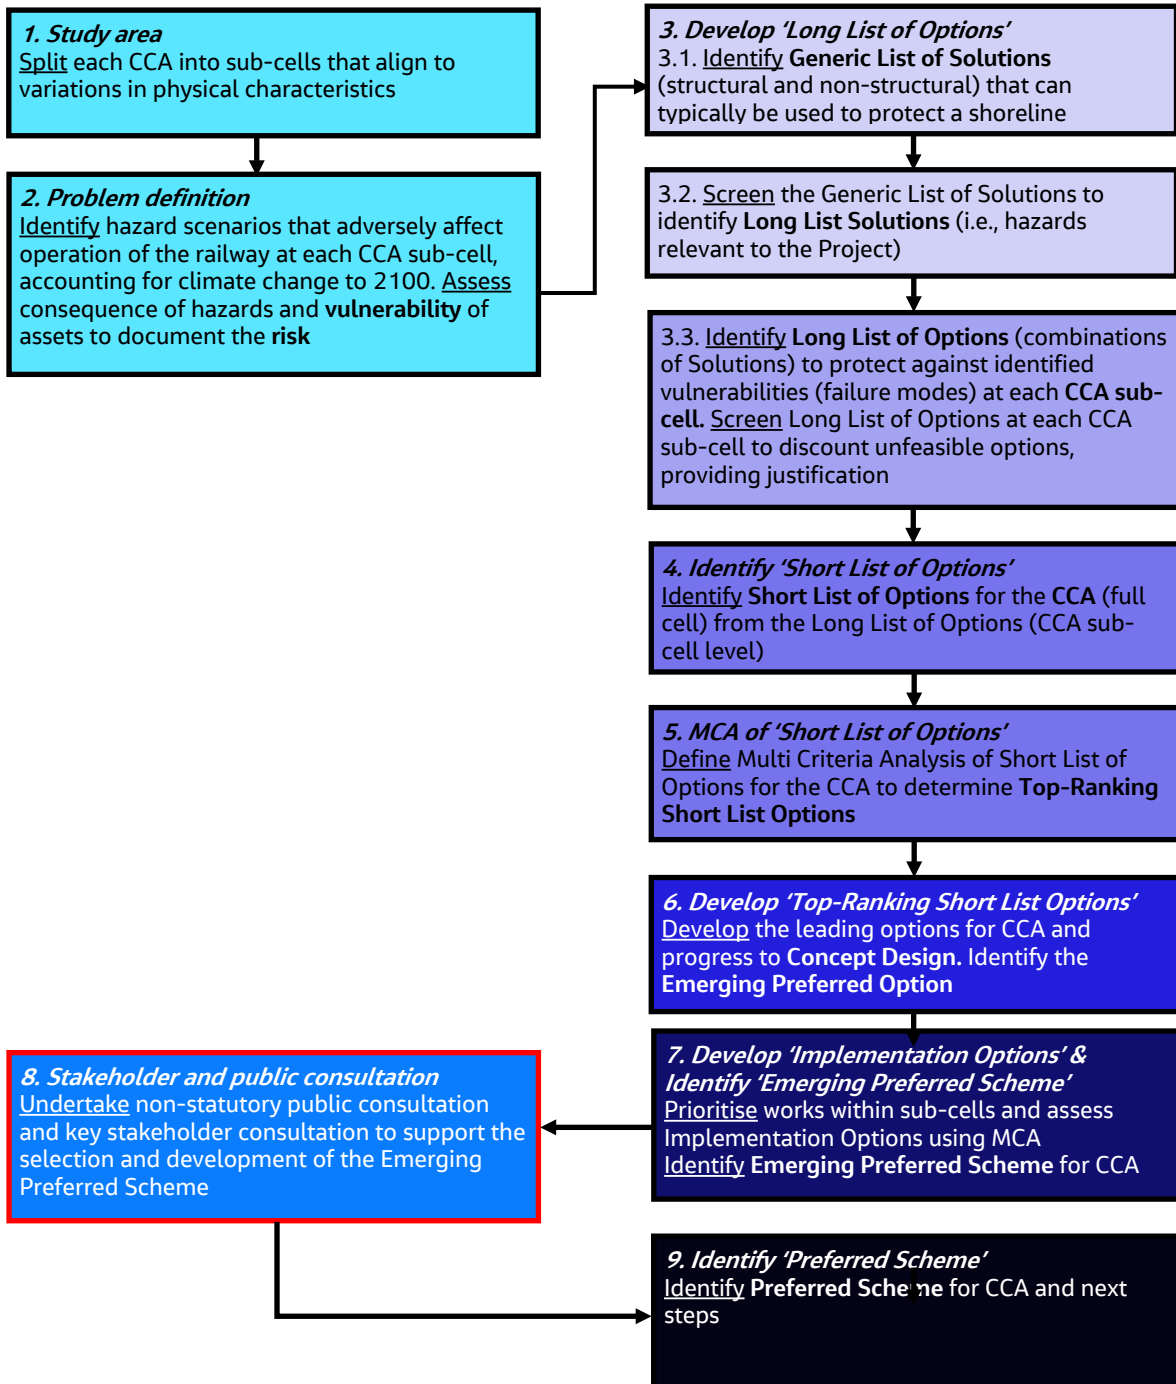 1. Study area
Split each CCA into sub-cells that align to
variations in physical characteristics
2. Problem definition
Identify hazard scenarios that adversely affect
operation of the railway at each CCA sub-cell,
accounting for climate change to 2100. Assess
consequence of hazards and vulnerability of
assets to document the risk
3. Develop ‘Long List of Options’
3.1. Identify Generic List of Solutions
(structural and non-structural) that can
typically be used to protect a shoreline
3.2. Screen the Generic List of Solutions to
identify Long List Solutions (i.e., hazards
relevant to the Project)
3.3. Identify Long List of Options (combinations
of Solutions) to protect against identified
vulnerabilities (failure modes) at each CCA sub-
cell. Screen Long List of Options at each CCA
sub-cell to discount unfeasible options,
providing justification
4. Identify ‘Short List of Options’
Identify Short List of Options for the CCA (full
cell) from the Long List of Options (CCA sub-
cell level)
5. MCA of ‘Short List of Options’
Define Multi Criteria Analysis of Short List of
Options for the CCA to determine Top-Ranking
Short List Options
6. Develop ‘Top-Ranking Short List Options’
Develop the leading options for CCA and
progress to Concept Design. Identify the
Emerging Preferred Option
7. Develop ‘Implementation Options’ &
Identify ‘Emerging Preferred Scheme’
Prioritise works within sub-cells and assess
Implementation Options using MCA
Identify Emerging Preferred Scheme for CCA
8. Stakeholder and public consultation
Undertake non-statutory public consultation
and key stakeholder consultation to support the
selection and development of the Emerging
Preferred Scheme
9. Identify ‘Preferred Scheme’
Identify Preferred Scheme for CCA and next
steps